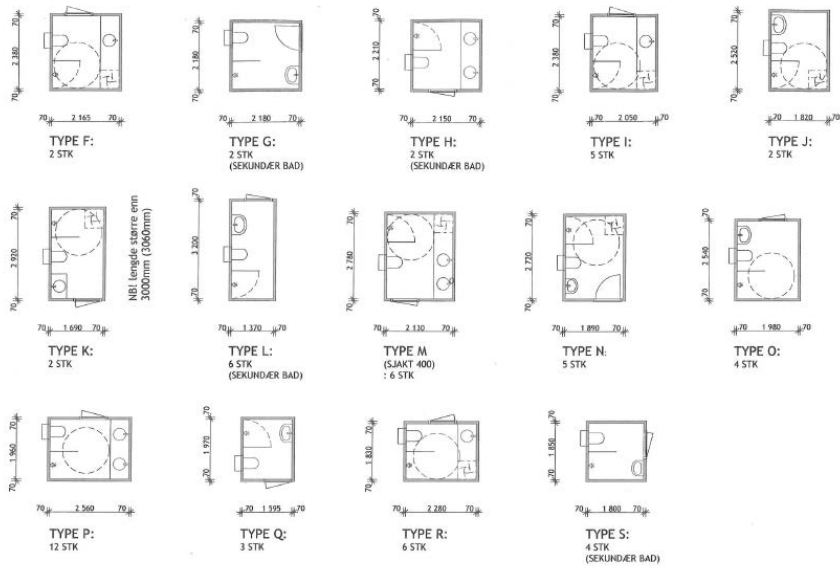 70
2 380
70
70 2 165 70
TYPE F:
2 STK
70
2 180
70
70 2 180 70
TYPE G:
2 STK
(SEKUNDÆR BAD)
70
2 210
70
70 2 150 70
TYPE H:
2 STK
(SEKUNDÆR BAD)
70
2 380
70
70 2 050 70
TYPE I:
5 STK
70
2 520
70
70 1 820 70
TYPE J:
2 STK
70
2 920
70
70 1 690 70
TYPE K:
2 STK
NB! lengde større enn
3000mm (3060mm)
70
70
70 1 370 70
TYPE L:
6 STK
(SEKUNDÆR BAD)
70
2 780
70
70 2 130 70
TYPE M
(SJAKT 400)
: 6 STK
70
2 720
70
70 1 890 70
TYPE N:
5 STK
70
2 540
70
70 1 980 70
TYPE O:
4 STK
70
1 960
70
70 2 560 70
TYPE P:
12 STK
70
1 970
70
70 1 595 70
TYPE Q:
3 STK
70
1 830
70
70 2 280 70
TYPE R:
6 STK
70
1 850
70
70 1 800 70
TYPE S:
4 STK
(SEKUNDÆR BAD)